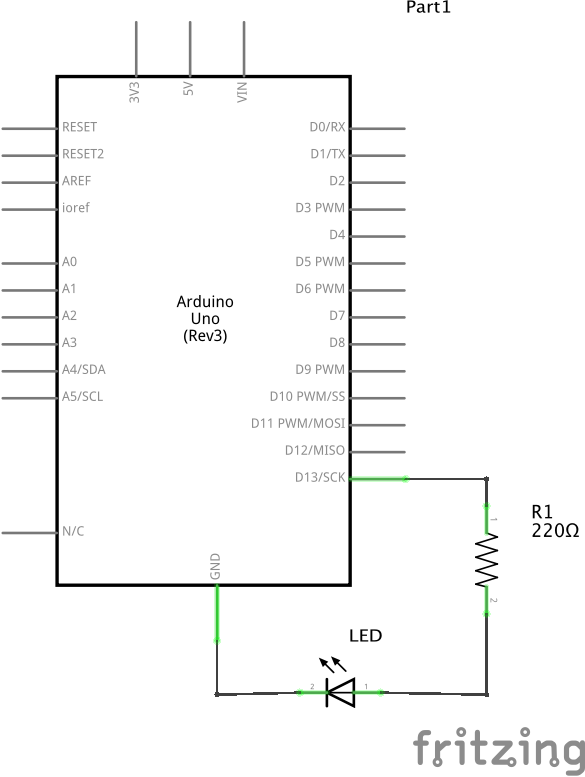 Part1
3V3
5V
VIN
RESET
RESET2
AREF
ioref
A0
A1
A2
A3
A4/SDA
A5/SCL
N/C
Arduino
Uno
(Rev3)
D0/RX
D1/TX
D2
D3 PWM
D4
D5 PWM
D6 PWM
D7
D8
D9 PWM
D10 PWM/SS
D11 PWM/MOSI
D12/MISO
D13/SCK
GND
1
R1
220Ω
2
LED
2
1
fritzing